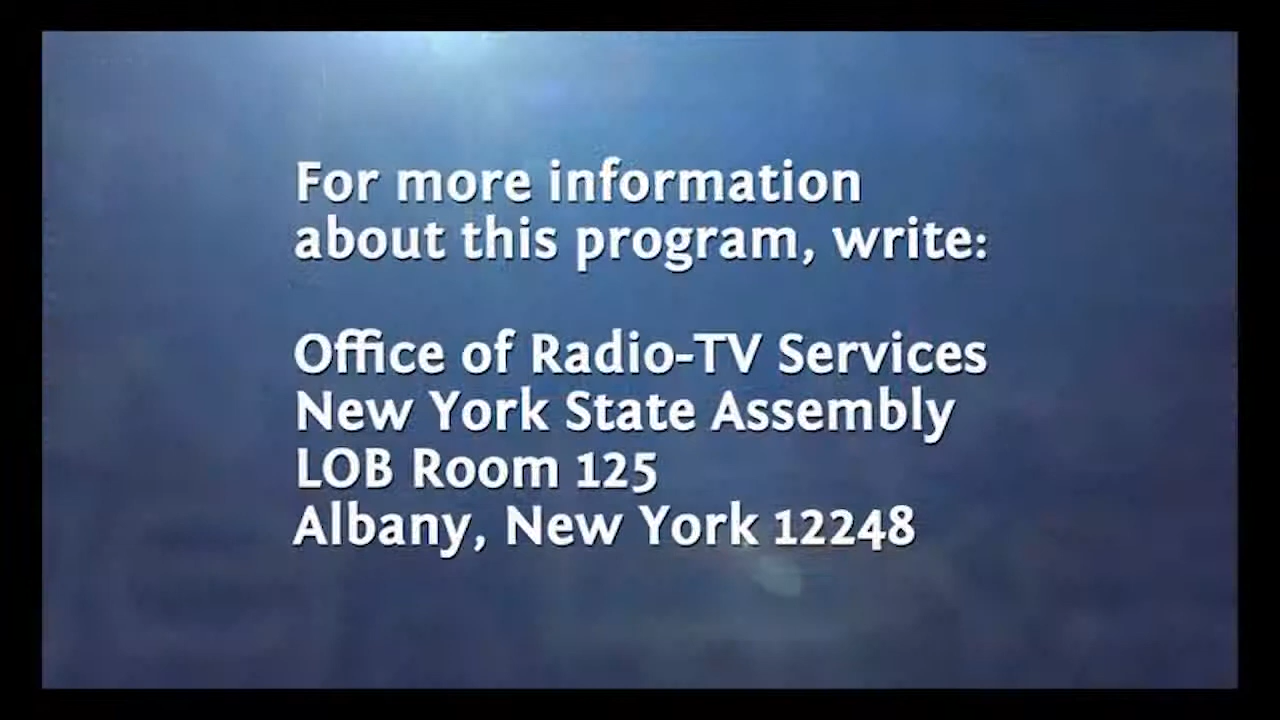 For more information
about this program, write:
Office of Radio-TV Services
New York State Assembly
LOB Room 125
Albany, New York 12248